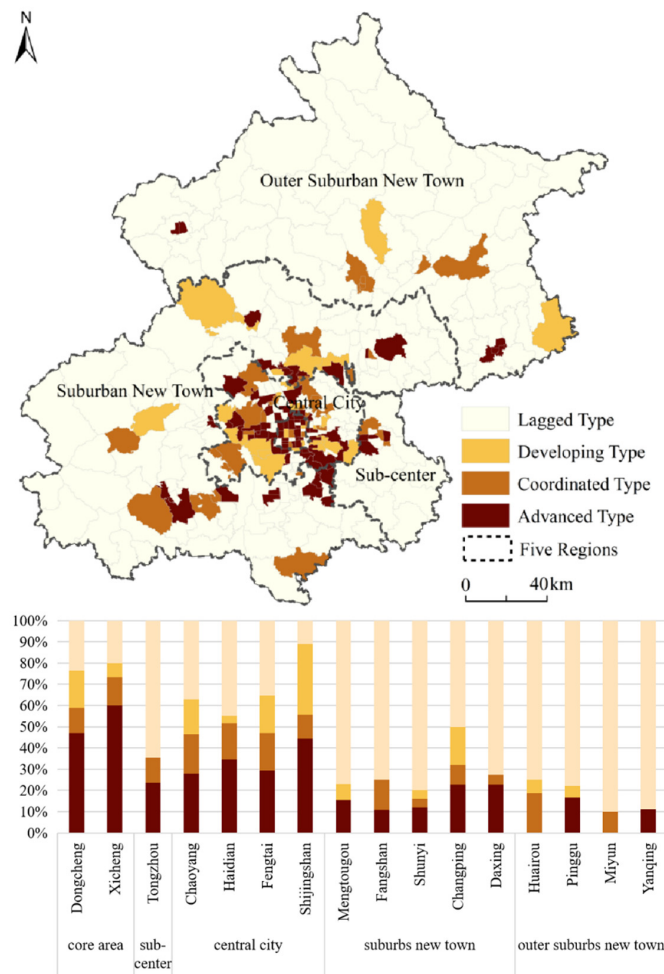 N
Outer Suburban New Town
Suburban New Town
Central City
Sub-center
Lagged Type
Developing Type
Coordinated Type
Advanced Type
Five Regions
0 40km
100%
90%
80%
70%
60%
50%
40%
30%
20%
10%
0%
Dongcheng
Xicheng
Tongzhou
Chaoyang
Haidian
Fengtai
Shijingshan
Mengtougou
Fangshan
Shunyi
Changping
Daxing
Huairou
Pinggu
Miyun
Yanqing
core area
sub-
center
central city
suburbs new town
outer suburbs new town